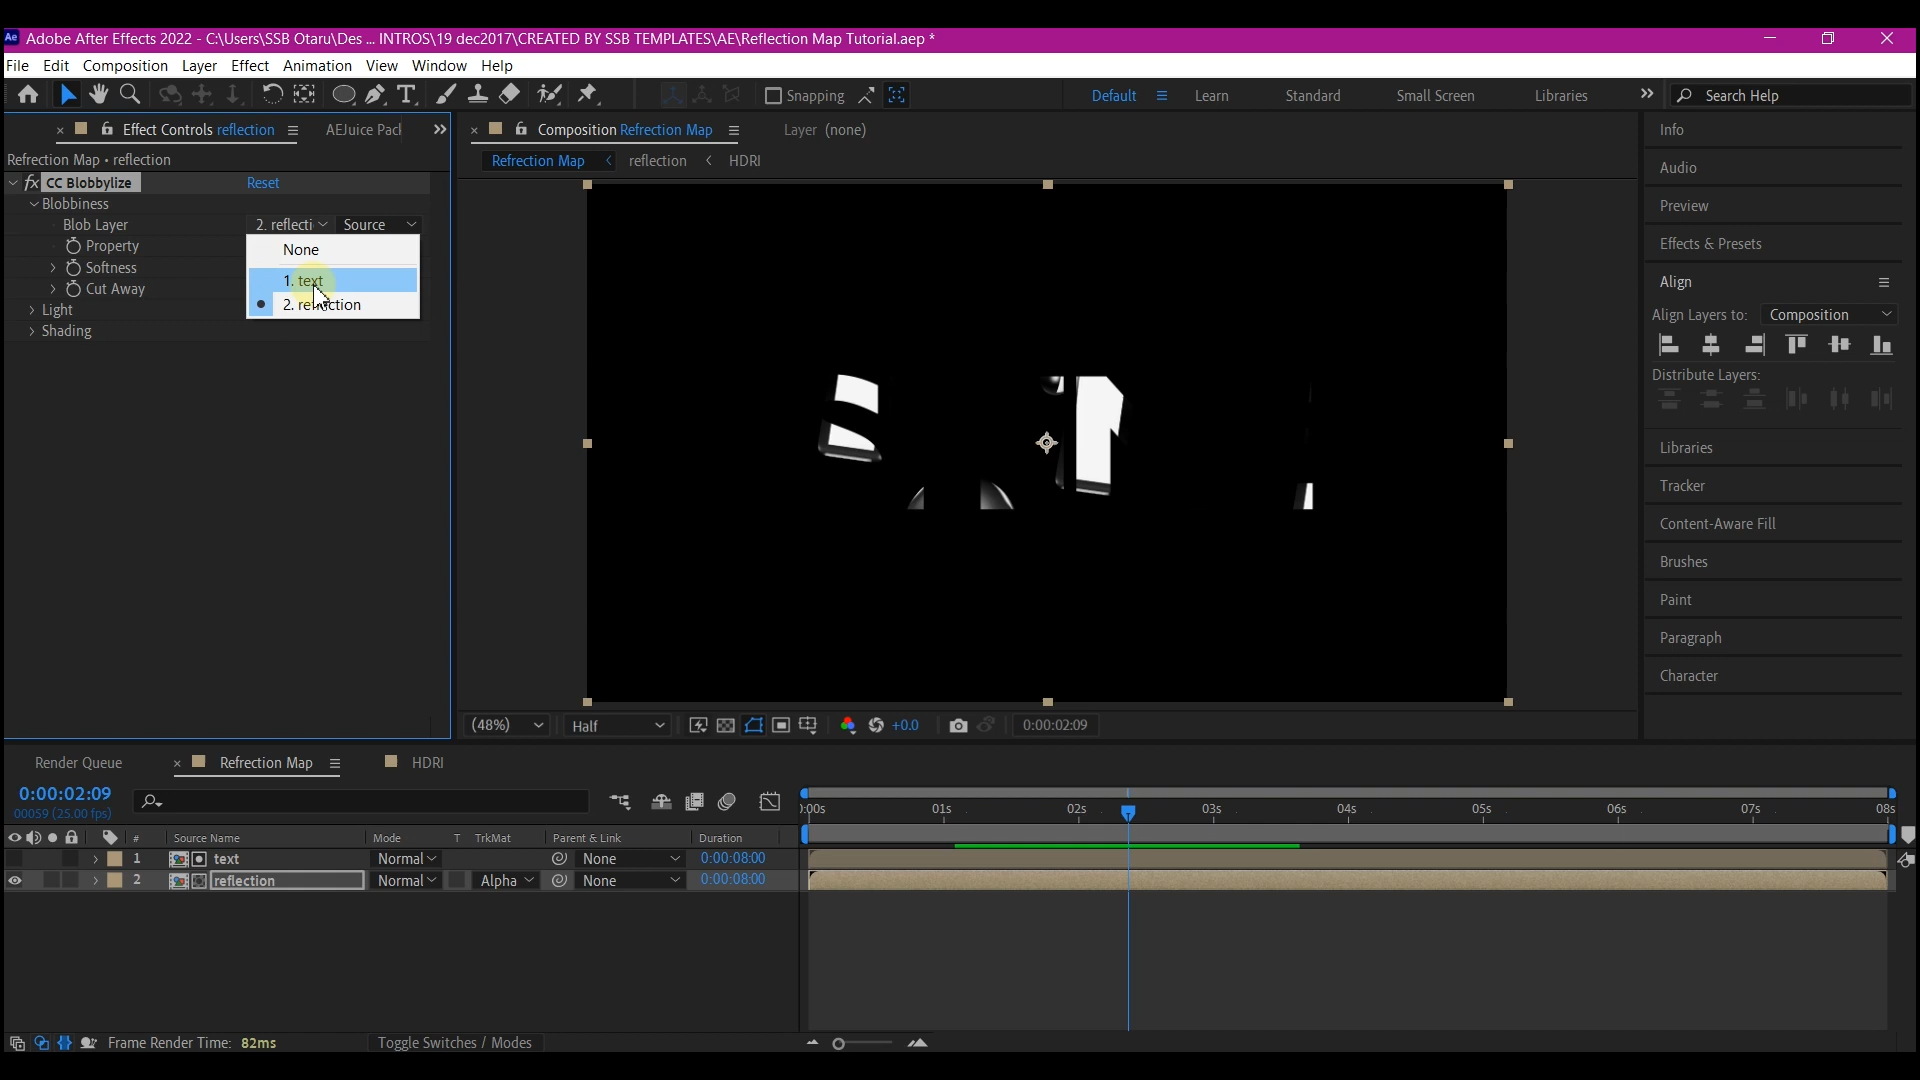 Ae Adobe After Effects 2022 - C:\Users\SSB Otaru\Des ... INTROS\19 dec2017\CREATED BY SSB TEMPLATES\AE\Reflection Map Tutorial.aep *
File Edit Composition Layer Effect Animation View Window Help
Snapping
Default Learn Standard Small Screen Libraries Search Help
Effect Controls reflection AEJuice Pack
Composition Refrection Map Layer (none)
Refrection Map • reflection
Refrection Map reflection HDRI
fx CC Blobbylize Reset
Blobbiness
Blob Layer 2. reflecti Source
Property
Softness
Cut Away
Light
Shading
None
1. text
2. reflection
Info
Audio
Preview
Effects & Presets
Align
Align Layers to: Composition
Distribute Layers:
Libraries
Tracker
Content-Aware Fill
Brushes
Paint
Paragraph
Character
(48%) Half +0.0 0:00:02:09
Render Queue Refrection Map HDRI
0:00:02:09
00059 (25.00 fps)
):00s 01s 02s 03s 04s 05s 06s 07s 08s
# Source Name Mode T TrkMat Parent & Link Duration
1 text Normal None 0:00:08:00
2 reflection Normal Alpha None 0:00:08:00
Frame Render Time: 82ms Toggle Switches / Modes